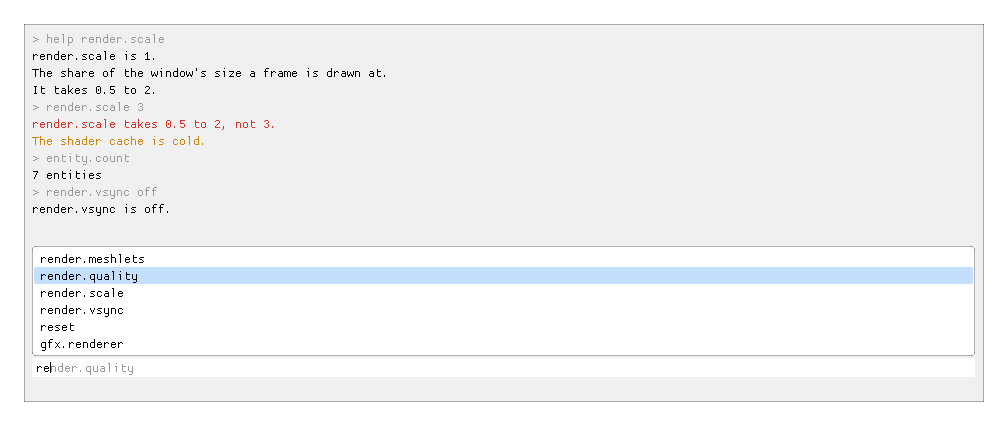 > help render.scale
render.scale is 1.
The share of the window's size a frame is drawn at.
It takes 0.5 to 2.
> render.scale 3
render.scale takes 0.5 to 2, not 3.
The shader cache is cold.
> entity.count
7 entities
> render.vsync off
render.vsync is off.
render.meshlets
render.quality
render.scale
render.vsync
reset
gfx.renderer
render.quality